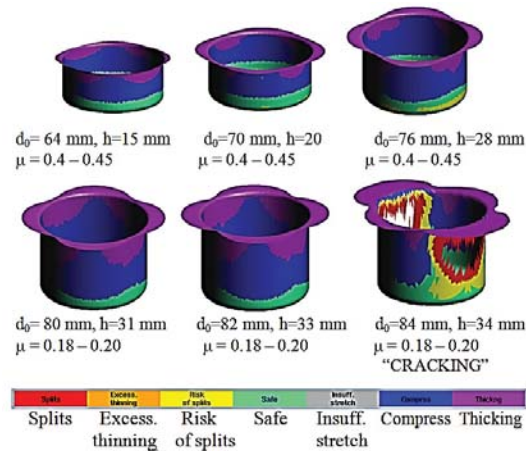 d₀= 64 mm, h=15 mm
μ = 0.4 – 0.45
d₀= 70 mm, h=20
μ = 0.4 – 0.45
d₀= 76 mm, h=28 mm
μ = 0.4 – 0.45
d₀= 80 mm, h=31 mm
μ = 0.18 – 0.20
d₀= 82 mm, h=33 mm
μ = 0.18 – 0.20
d₀= 84 mm, h=34 mm
μ = 0.18 – 0.20
“CRACKING”
Splits
Excess.
thinning
Risk
of splits
Safe
Insuff.
stretch
Compress
Thicking
Splits
Excess.
thinning
Risk
of splits
Safe
Insuff.
stretch
Compress
Thicking